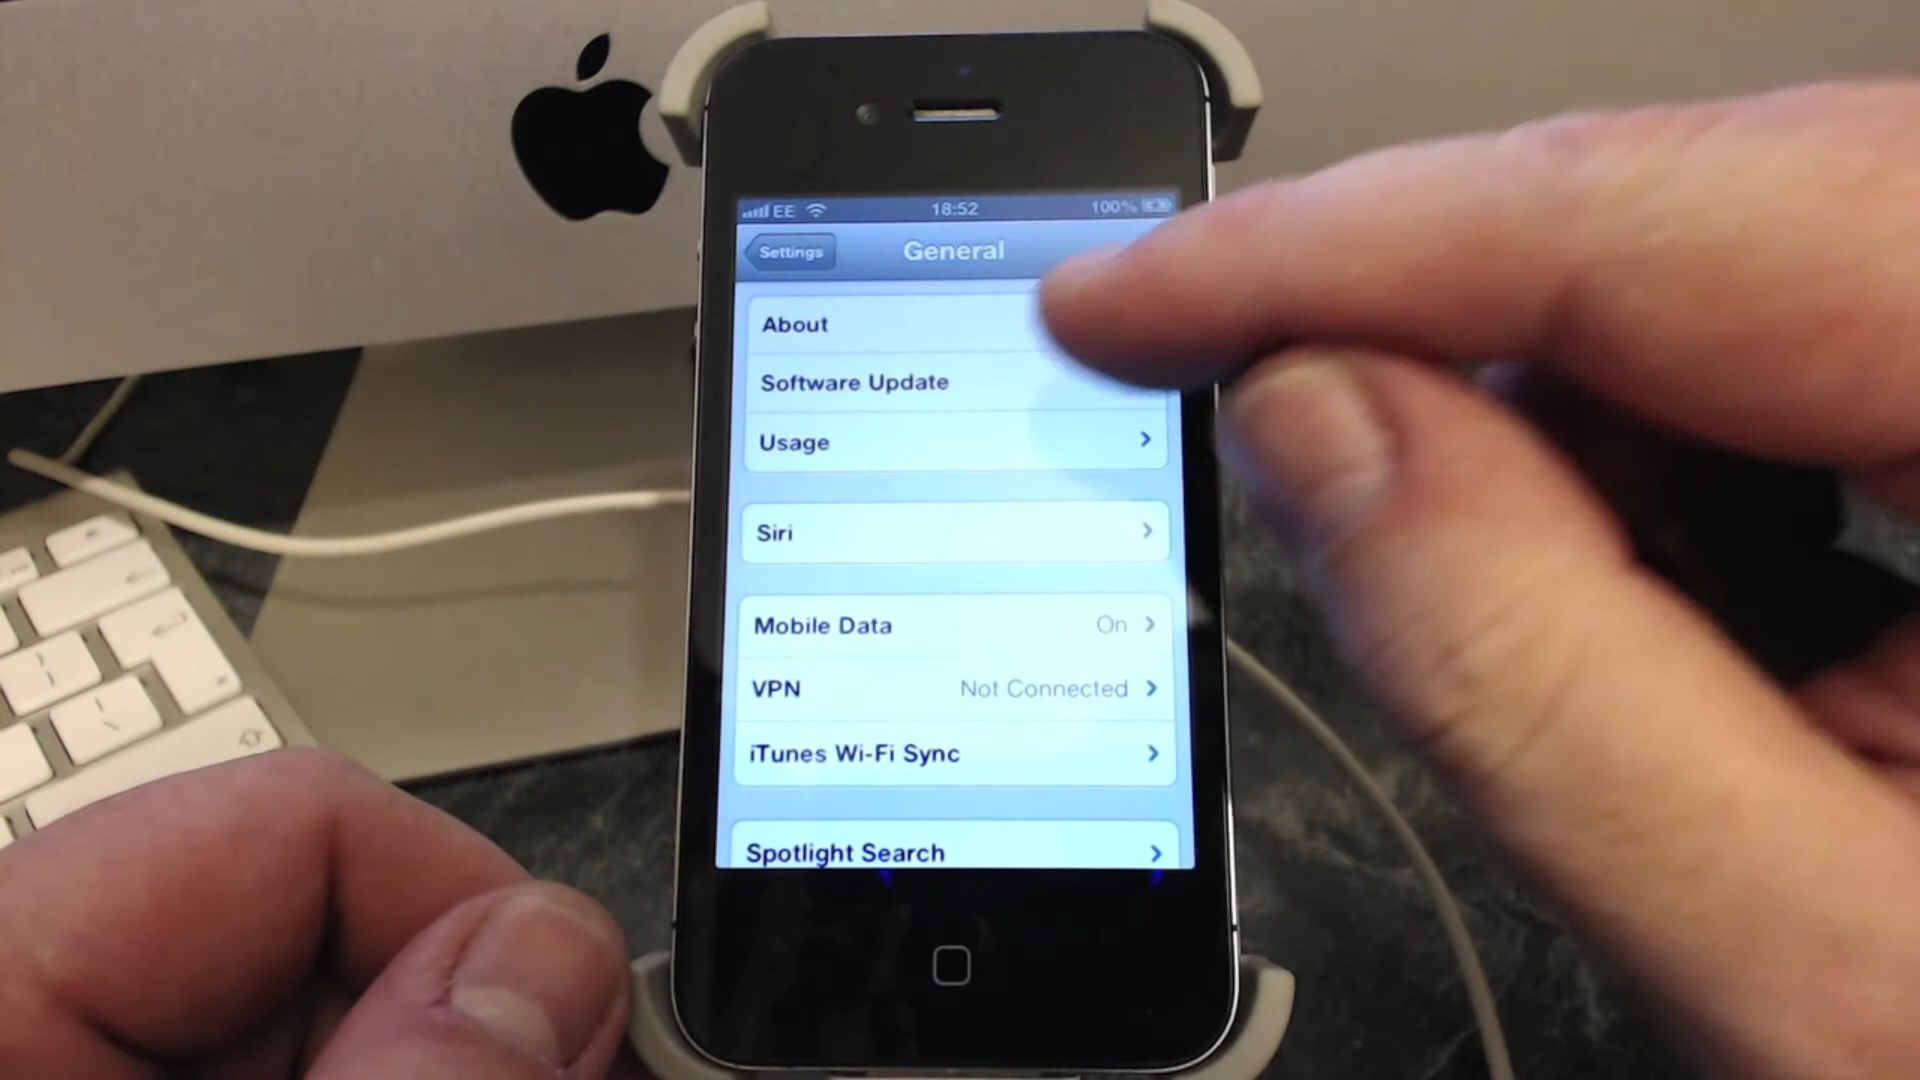 EE 18:52 100%
Settings General
About
Software Update
Usage
Siri
Mobile Data On
VPN Not Connected
iTunes Wi-Fi Sync
Spotlight Search